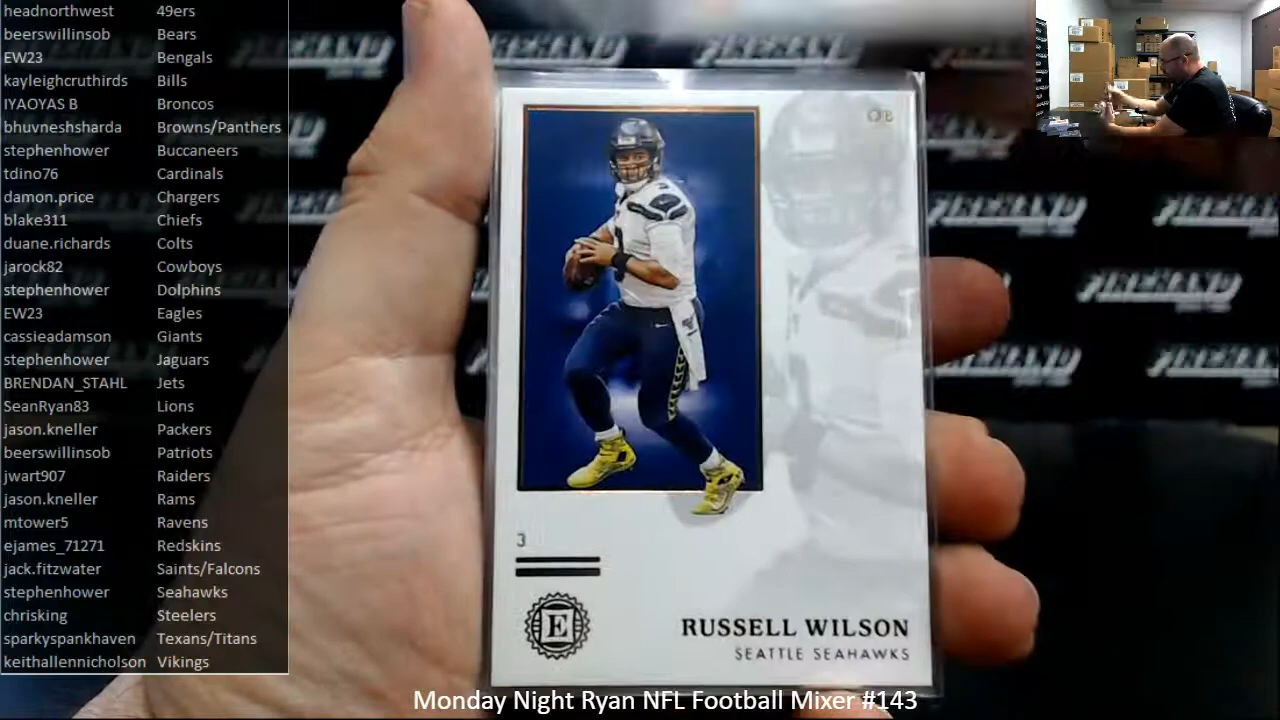 headnorthwest 49ers
beerswillinsob Bears
EW23 Bengals
kayleighcruthirds Bills
IYAOYAS B Broncos
bhuvneshsharda Browns/Panthers
stephenhower Buccaneers
tdino76 Cardinals
damon.price Chargers
blake311 Chiefs
duane.richards Colts
jarock82 Cowboys
stephenhower Dolphins
EW23 Eagles
cassieadamson Giants
stephenhower Jaguars
BRENDAN_STAHL Jets
SeanRyan83 Lions
jason.kneller Packers
beerswillinsob Patriots
jwart907 Raiders
jason.kneller Rams
mtower5 Ravens
ejames_71271 Redskins
jack.fitzwater Saints/Falcons
stephenhower Seahawks
chrisking Steelers
sparkyspankhaven Texans/Titans
keithallennicholson Vikings
QB
3
E
RUSSELL WILSON
SEATTLE SEAHAWKS
FIREHAND
FIREHAND
FIREHAND
Monday Night Ryan NFL Football Mixer #143